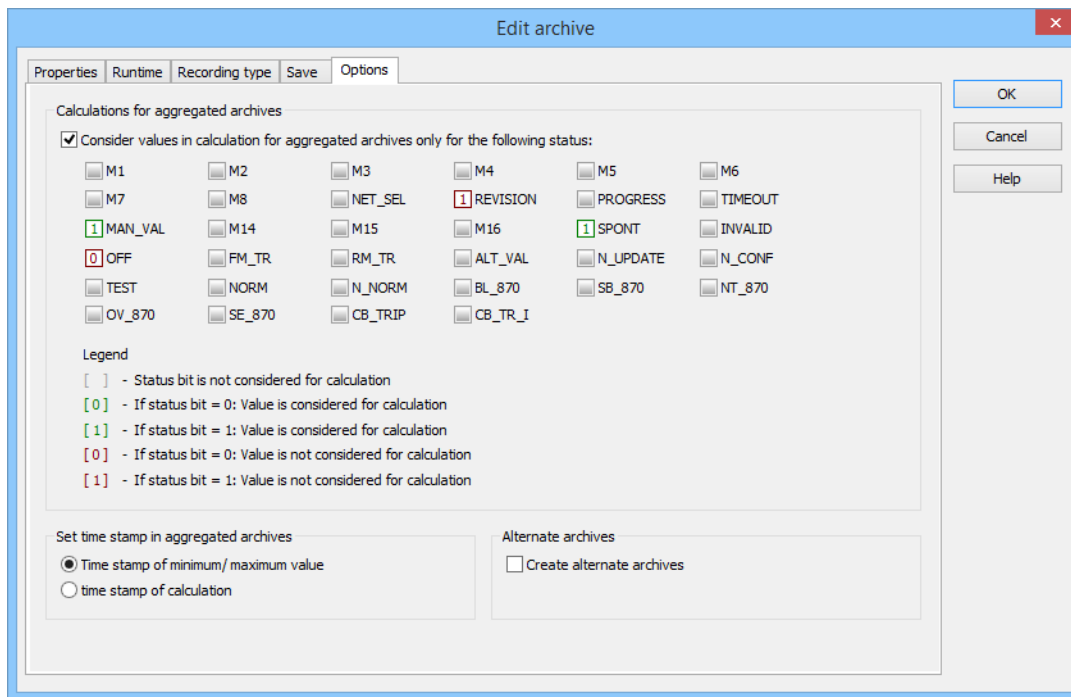 Edit archive
Properties Runtime Recording type Save Options
OK
Calculations for aggregated archives
Consider values in calculation for aggregated archives only for the following status:
Cancel
M1 M2 M3 M4 M5 M6
Help
M7 M8 NET_SEL 1 REVISION PROGRESS TIMEOUT
1 MAN_VAL M14 M15 M16 1 SPONT INVALID
0 OFF FM_TR RM_TR ALT_VAL N_UPDATE N_CONF
TEST NORM N_NORM BL_870 SB_870 NT_870
OV_870 SE_870 CB_TRIP CB_TR_I
Legend
[ ] - Status bit is not considered for calculation
[0] - If status bit = 0: Value is considered for calculation
[1] - If status bit = 1: Value is considered for calculation
[0] - If status bit = 0: Value is not considered for calculation
[1] - If status bit = 1: Value is not considered for calculation
Set time stamp in aggregated archives
Time stamp of minimum/ maximum value
time stamp of calculation
Alternate archives
Create alternate archives